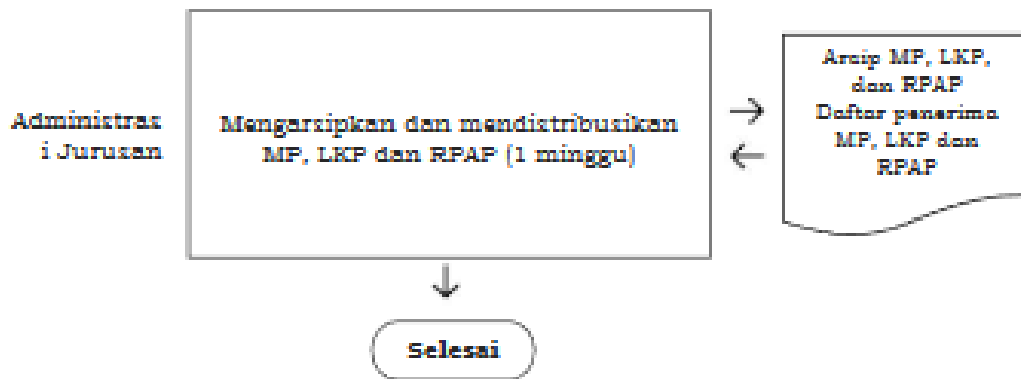 Administras
i Jurusan
Mengarsipkan dan mendistribusikan
MP, LKP dan RPAP (1 minggu)
Arsip MP, LKP,
dan RPAP
Daftar penerima
MP, LKP dan
RPAP
Selesai